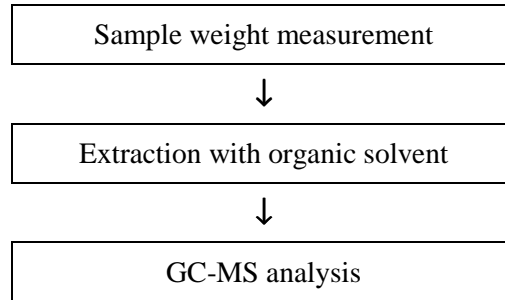 Sample weight measurement
↓
Extraction with organic solvent
↓
GC-MS analysis